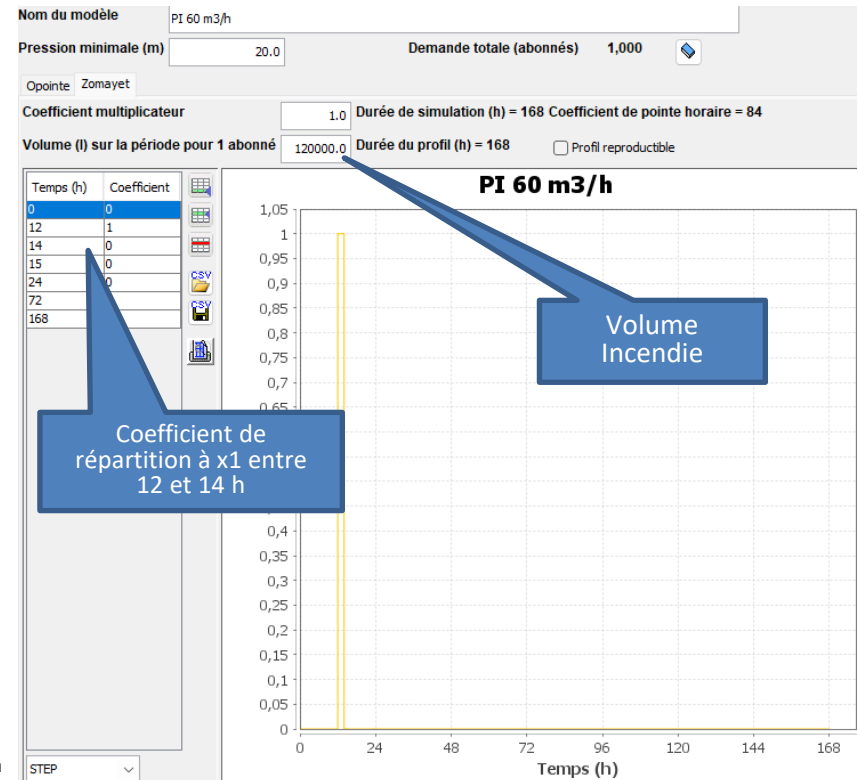 Nom du modèle PI 60 m3/h
Pression minimale (m) 20.0 Demande totale (abonnés) 1,000
Opointe Zomayet
Coefficient multiplicateur 1.0 Durée de simulation (h) = 168 Coefficient de pointe horaire = 84
Volume (l) sur la période pour 1 abonné 120000.0 Durée du profil (h) = 168 Profil reproductible
Temps (h) Coefficient
0 0
12 1
14 0
15 0
24 0
72
168
CSV
CSV
PI 60 m3/h
1,05
1
0,95
0,9
0,85
0,8
0,75
0,7
0,65
0,4
0,35
0,3
0,25
0,2
0,15
0,1
0,05
0
0 24 48 72 96 120 144 168
Temps (h)
Volume
Incendie
Coefficient de
répartition à x1 entre
12 et 14 h
STEP